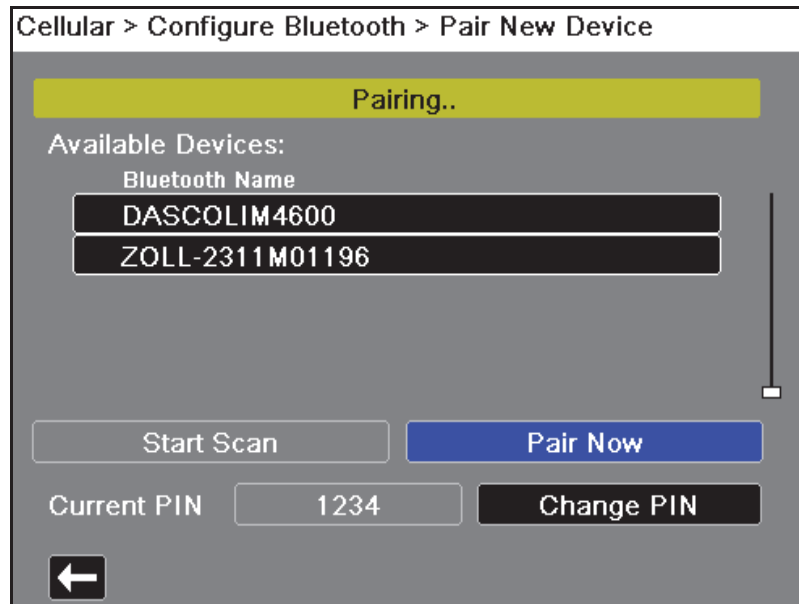 Cellular > Configure Bluetooth > Pair New Device
Pairing..
Available Devices:
Bluetooth Name
DASCOLIM4600
ZOLL-2311M01196
Start Scan
Pair Now
Current PIN
1234
Change PIN